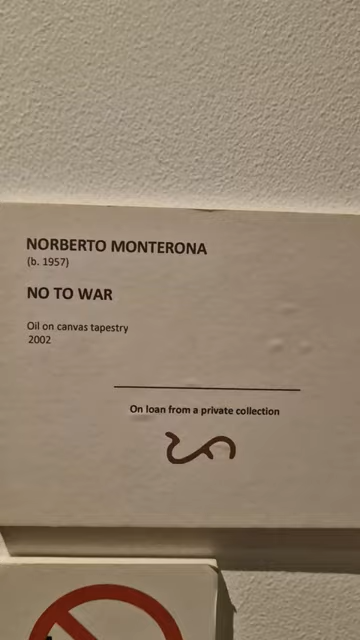 NORBERTO MONTERONA
(b. 1957)
NO TO WAR
Oil on canvas tapestry
2002
On loan from a private collection